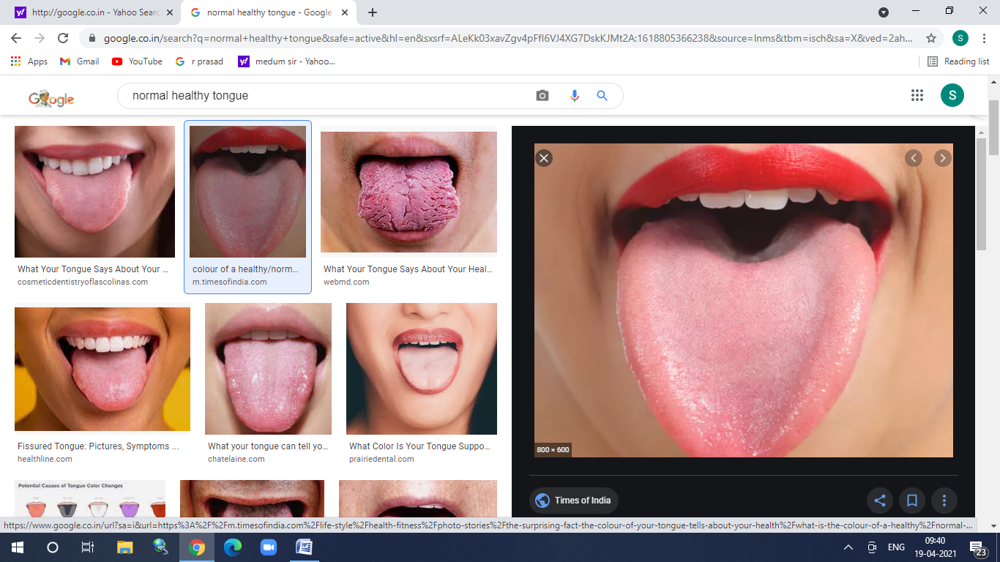 http://google.co.in - Yahoo Searc
normal healthy tongue - Google
google.co.in/search?q=normal+healthy+tongue&safe=active&hl=en&sxsrf=ALeKk03xavZgv4pFfI6VJ4XG7DskKJMt2A:1618805366238&source=lnms&tbm=isch&sa=X&ved=2ah...
S
Apps
Gmail
YouTube
r prasad
medum sir - Yahoo...
Reading list
Google
normal healthy tongue
S
What Your Tongue Says About Your ...
cosmeticdentistryoflascolinas.com
colour of a healthy/norm...
m.timesofindia.com
What Your Tongue Says About Your Heal...
webmd.com
Fissured Tongue: Pictures, Symptoms ...
healthline.com
What your tongue can tell yo...
chatelaine.com
What Color Is Your Tongue Suppo...
prairiedental.com
Potential Causes of Tongue Color Changes
800 × 600
Times of India
https://www.google.co.in/url?sa=i&url=https%3A%2F%2Fm.timesofindia.com%2Flife-style%2Fhealth-fitness%2Fphoto-stories%2Fthe-surprising-fact-the-colour-of-your-tongue-tells-about-your-health%2Fwhat-is-the-colour-of-a-healthy%2Fnormal-...
ENG
09:40
19-04-2021
23